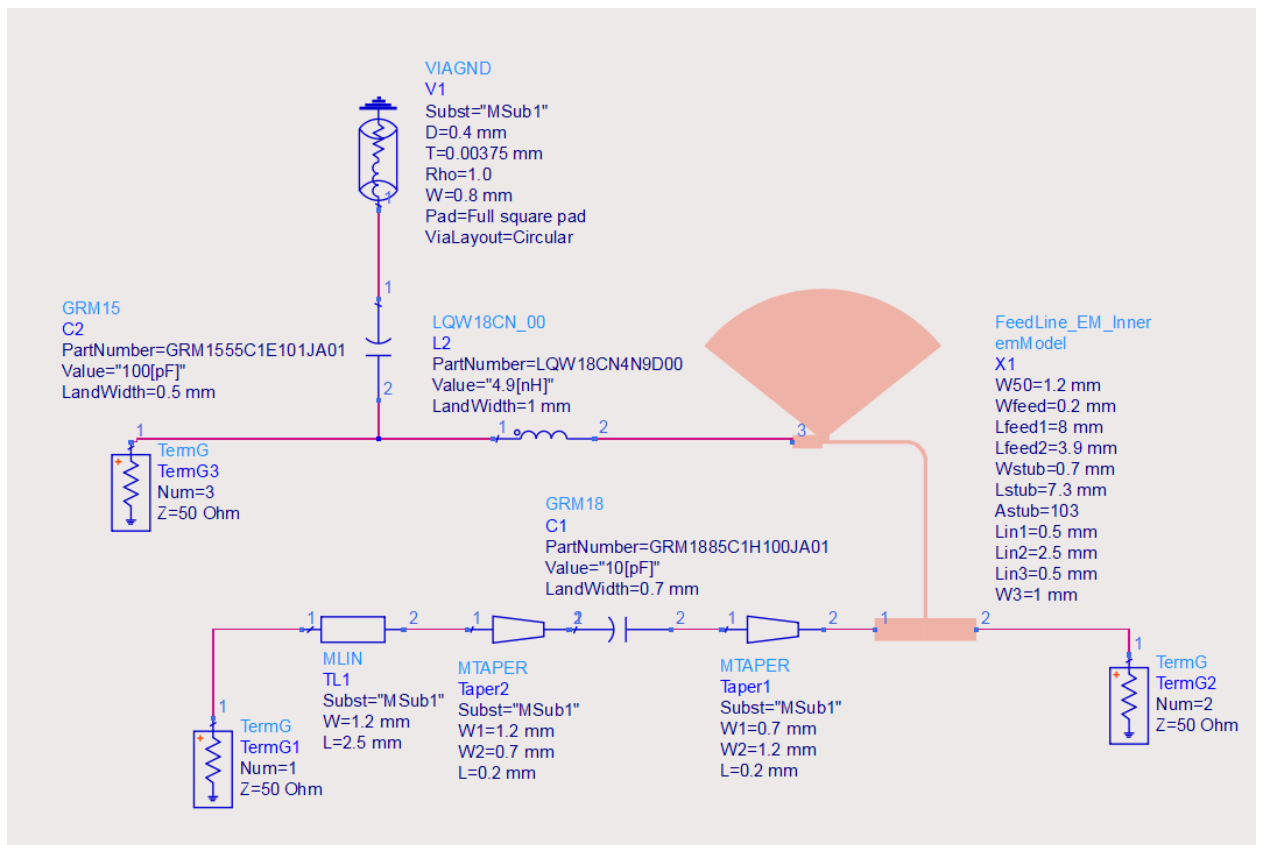 VIAGND
V1
Subst="MSub1"
D=0.4 mm
T=0.00375 mm
Rho=1.0
W=0.8 mm
Pad=Full square pad
ViaLayout=Circular
1
1
2
GRM15
C2
PartNumber=GRM1555C1E101JA01
Value="100[pF]"
LandWidth=0.5 mm
LQW18CN_00
L2
PartNumber=LQW18CN4N9D00
Value="4.9[nH]"
LandWidth=1 mm
1
2
3
FeedLine_EM_Inner
emModel
X1
W50=1.2 mm
Wfeed=0.2 mm
Lfeed1=8 mm
Lfeed2=3.9 mm
Wstub=0.7 mm
Lstub=7.3 mm
Astub=103
Lin1=0.5 mm
Lin2=2.5 mm
Lin3=0.5 mm
W3=1 mm
1
+
TermG
TermG3
Num=3
Z=50 Ohm
GRM18
C1
PartNumber=GRM1885C1H100JA01
Value="10[pF]"
LandWidth=0.7 mm
1
2
1
2
1
2
1
2
1
2
MLIN
TL1
Subst="MSub1"
W=1.2 mm
L=2.5 mm
MTAPER
Taper2
Subst="MSub1"
W1=1.2 mm
W2=0.7 mm
L=0.2 mm
MTAPER
Taper1
Subst="MSub1"
W1=0.7 mm
W2=1.2 mm
L=0.2 mm
1
+
TermG
TermG1
Num=1
Z=50 Ohm
1
+
TermG
TermG2
Num=2
Z=50 Ohm